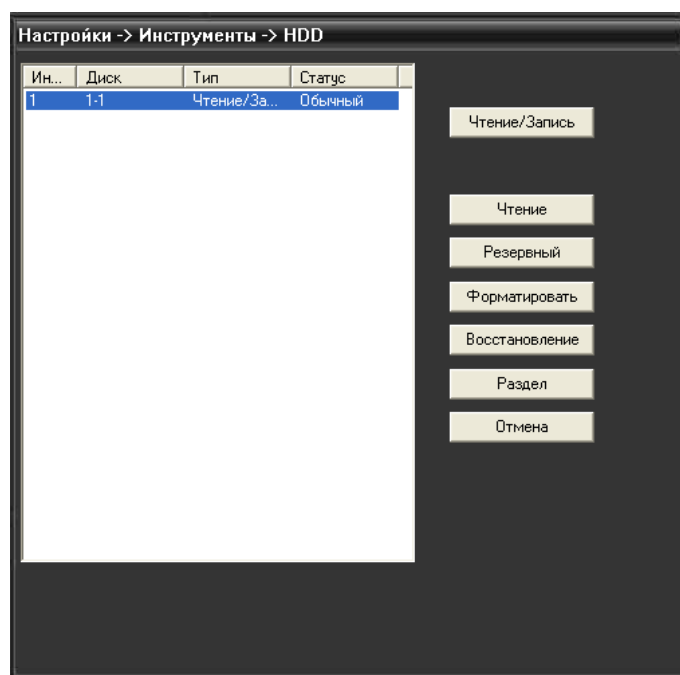 Настройки -> Инструменты -> HDD
Ин... Диск Тип Статус
1 1-1 Чтение/За... Обычный
Чтение/Запись
Чтение
Резервный
Форматировать
Восстановление
Раздел
Отмена